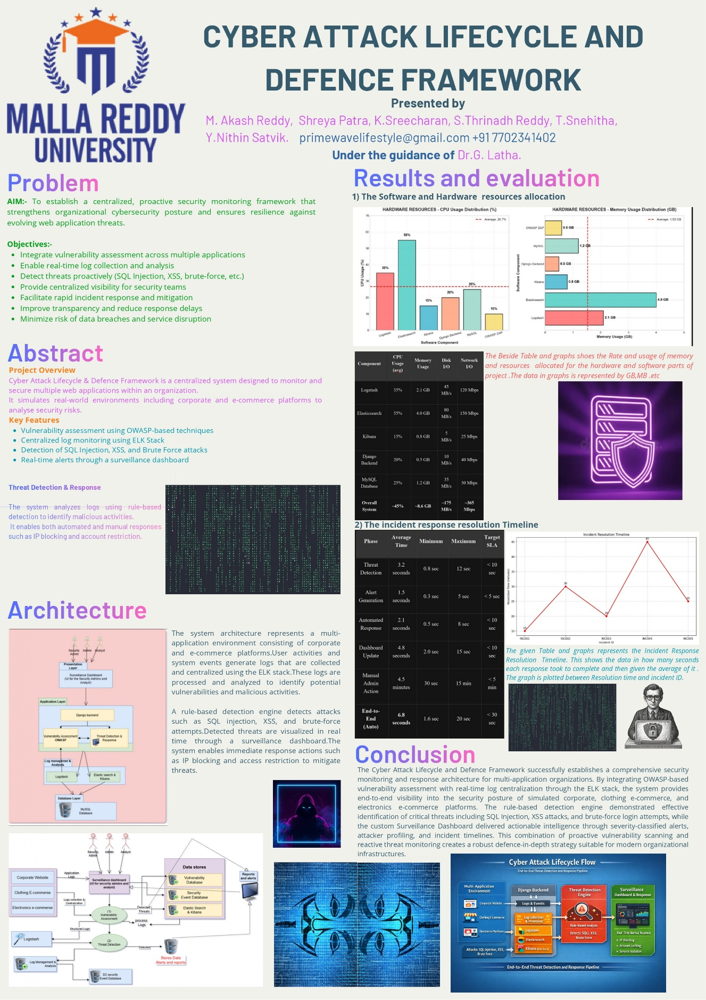 MALLA REDDY
UNIVERSITY
CYBER ATTACK LIFECYCLE AND
DEFENCE FRAMEWORK
Presented by
M. Akash Reddy, Shreya Patra, K.Sreecharan, S.Thrinadh Reddy, T.Snehitha,
Y.Nithin Satvik. primewavelifestyle@gmail.com +91 7702341402
Under the guidance of Dr.G. Latha.
Problem
AIM:- To establish a centralized, proactive security monitoring framework that
strengthens organizational cybersecurity posture and ensures resilience against
evolving web application threats.
Objectives:-
• Integrate vulnerability assessment across multiple applications
• Enable real-time log collection and analysis
• Detect threats proactively (SQL Injection, XSS, brute-force, etc.)
• Provide centralized visibility for security teams
• Facilitate rapid incident response and mitigation
• Improve transparency and reduce response delays
• Minimize risk of data breaches and service disruption
Abstract
Project Overview
Cyber Attack Lifecycle & Defence Framework is a centralized system designed to monitor and
secure multiple web applications within an organization.
It simulates real-world environments including corporate and e-commerce platforms to
analyse security risks.
Key Features
• Vulnerability assessment using OWASP-based techniques
• Centralized log monitoring using ELK Stack
• Detection of SQL Injection, XSS, and Brute Force attacks
• Real-time alerts through a surveillance dashboard
Threat Detection & Response
The system analyzes logs using rule-based
detection to identify malicious activities.
It enables both automated and manual responses
such as IP blocking and account restriction.
Architecture
Security Admin
Admin
Analyst
Presentation Layer
Surveillance Dashboard
(UI for the Security Admins and
Analyst)
Application Layer
Django backend
Vulnerability Assessment
OWASP
Threat Detection &
Response
Log managemet &
Analysis
Logstash
Elastic search &
Kibana
Database Layer
MySQL
Database
The system architecture represents a multi-
application environment consisting of corporate
and e-commerce platforms.User activities and
system events generate logs that are collected
and centralized using the ELK stack.These logs are
processed and analyzed to identify potential
vulnerabilities and malicious activities.
A rule-based detection engine detects attacks
such as SQL injection, XSS, and brute-force
attempts.Detected threats are visualized in real
time through a surveillance dashboard.The
system enables immediate response actions such
as IP blocking and access restriction to mitigate
threats.
Security Admin
Admin
Analyst
Corporate Website
Clothing E-commerse
Electronics e-commerse
Application
Logs
Surveillance dashboard
(UI for security admins and
analyst)
Data stores
Vulnerability
Database
Security
Event Database
Elastic Search
& Kibana
Reports
and alerts
Logs collection &
Centralization
(1)
Vulnerability
Assessment
Detected
Threats
process
Logs
Structured Logs
Logstash
(2)
Threat Detection
Detected
Stores Data
Alerts and reports
Log Management &
Analysis
D2 security
Event Database
Results and evaluation
1) The Software and Hardware resources allocation
HARDWARE RESOURCES - CPU Usage Distribution (%)
Average: 26.7%
CPU Usage (%)
70
60
50
40
30
20
10
0
35%
55%
15%
20%
25%
10%
Logstash Elasticsearch Kibana Django Backend MySQL OWASP ZAP
Software Component
HARDWARE RESOURCES - Memory Usage Distribution (GB)
Average: 1.53 GB
Software Component
OWASP ZAP 0.6 GB
MySQL 1.2 GB
Django Backend 0.5 GB
Kibana 0.8 GB
Elasticsearch 4.0 GB
Logstash 2.1 GB
0 1 2 3 4 5
Memory Usage (GB)
Component CPU Usage (avg) Memory Usage Disk I/O Network I/O
Logstash 35% 2.1 GB 45 MB/s 120 Mbps
Elasticsearch 55% 4.0 GB 80 MB/s 150 Mbps
Kibana 15% 0.8 GB 5 MB/s 25 Mbps
Django Backend 20% 0.5 GB 10 MB/s 40 Mbps
MySQL Database 25% 1.2 GB 35 MB/s 30 Mbps
Overall System ~45% ~8.6 GB ~175 MB/s ~365 Mbps
The Beside Table and graphs shoes the Rate and usage of memory
and resources allocated for the hardware and software parts of
project .The data in graphs is represented by GB,MB .etc
2) The incident response resolution Timeline
Phase Average Time Minimum Maximum Target SLA
Threat Detection 3.2 seconds 0.8 sec 12 sec < 10 sec
Alert Generation 1.5 seconds 0.3 sec 5 sec < 5 sec
Automated Response 2.1 seconds 0.5 sec 8 sec < 10 sec
Dashboard Update 4.8 seconds 2.0 sec 15 sec < 10 sec
Manual Admin Action 4.5 minutes 30 sec 15 min < 5 min
End-to-End (Auto) 6.8 seconds 1.6 sec 20 sec < 30 sec
Incident Resolution Timeline
Resolution Time (minutes)
45
40
35
30
25
20
15
15
30
20
45
25
INC001 INC002 INC003 INC004 INC005
Incident ID
The given Table and graphs represents the Incident Response
Resolution Timeline. This shows the data in how many seconds
each response took to complete and then given the average of it .
The graph is plotted between Resolution time and incident ID.
Conclusion
The Cyber Attack Lifecycle and Defence Framework successfully establishes a comprehensive security
monitoring and response architecture for multi-application organizations. By integrating OWASP-based
vulnerability assessment with real-time log centralization through the ELK stack, the system provides
end-to-end visibility into the security posture of simulated corporate, clothing e-commerce, and
electronics e-commerce platforms. The rule-based detection engine demonstrated effective
identification of critical threats including SQL Injection, XSS attacks, and brute-force login attempts, while
the custom Surveillance Dashboard delivered actionable intelligence through severity-classified alerts,
attacker profiling, and incident timelines. This combination of proactive vulnerability scanning and
reactive threat monitoring creates a robust defence-in-depth strategy suitable for modern organizational
infrastructures.
Cyber Attack Lifecycle Flow
End-to-End Threat Detection and Response Pipeline
Multi-Application
Environment
Corporate Website
Clothing E-Commerce
Electronics Platform
Attacks: SQL Injection, XSS,
Brute Force
Django Backend
Logs & Events
Log Collection
& Processing
Logstash
Elasticsearch
Kibana (ELK Stack)
Threat Detection
Engine
Rule-Based Analysis
Detects: SQLi, XSS,
Brute Force
Surveillance
Dashboard & Response
Real-Time Alerts & Response
▸ IP Blocking
▸ Account Locking
▸ Service Isolation
End-to-End Threat Detection and Response Pipeline